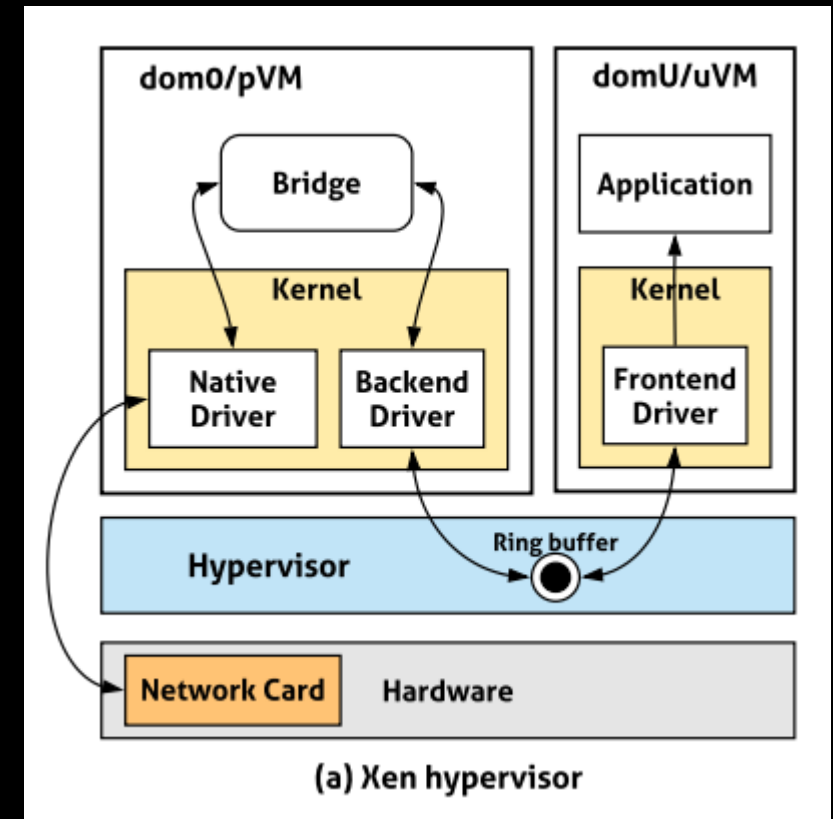 dom0/pVM
domU/uVM
Bridge
Application
Kernel
Kernel
Native
Driver
Backend
Driver
Frontend
Driver
Ring buffer
Hypervisor
Network Card
Hardware
(a) Xen hypervisor